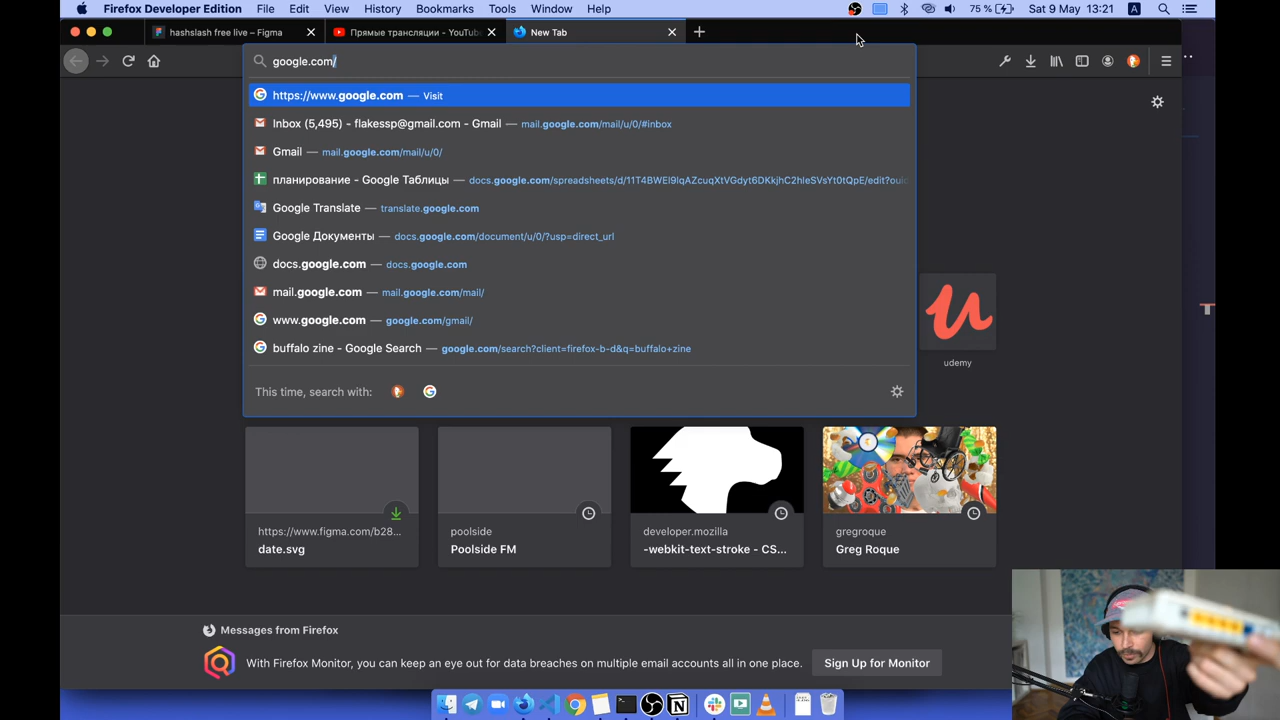 Firefox Developer Edition File Edit View History Bookmarks Tools Window Help 75 % Sat 9 May 13:21 A
hashslash free live – Figma
Прямые трансляции - YouTub
New Tab
google.com/
https://www.google.com — Visit
Inbox (5,495) - flakessp@gmail.com - Gmail — mail.google.com/mail/u/0/#inbox
Gmail — mail.google.com/mail/u/0/
планирование - Google Таблицы — docs.google.com/spreadsheets/d/11T4BWEl9lqAZcuqXtVGdyt6DKkjhC2hIeSVsYt0tQpE/edit?ouic
Google Translate — translate.google.com
Google Документы — docs.google.com/document/u/0/?usp=direct_url
docs.google.com — docs.google.com
mail.google.com — mail.google.com/mail/
www.google.com — google.com/gmail/
buffalo zine - Google Search — google.com/search?client=firefox-b-d&q=buffalo+zine
This time, search with:
udemy
https://www.figma.com/b28...
date.svg
poolside
Poolside FM
developer.mozilla
-webkit-text-stroke - CS...
gregroque
Greg Roque
Messages from Firefox
With Firefox Monitor, you can keep an eye out for data breaches on multiple email accounts all in one place.
Sign Up for Monitor